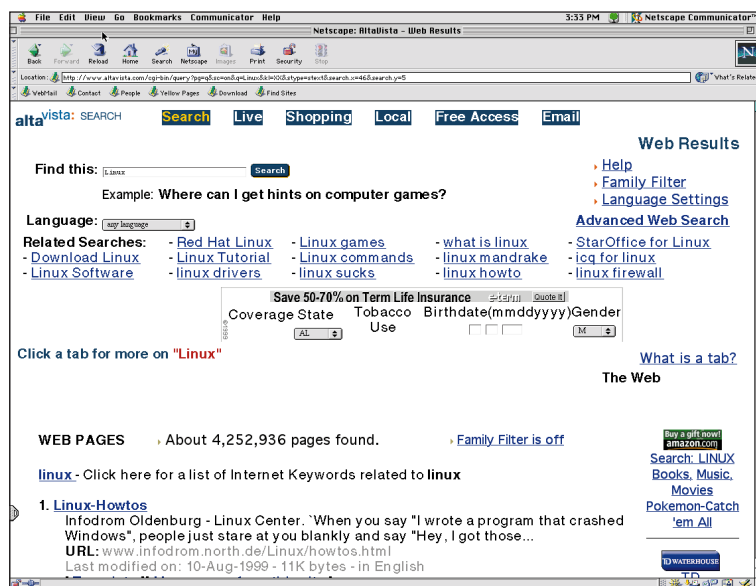 File Edit View Go Bookmarks Communicator Help 3:33 PM Netscape Communicator™
Netscape: AltaVista - Web Results
Back Forward Reload Home Search Netscape Images Print Security Stop N
Location: http://www.altavista.com/cgi-bin/query?pg=q&sc=on&q=Linux&kl=XX&stype=stext&search.x=46&search.y=5 What's Relate
WebMail Contact People Yellow Pages Download Find Sites
altavista: SEARCH Search Live Shopping Local Free Access Email
Web Results
Find this: Linux Search
Help
Family Filter
Example: Where can I get hints on computer games?
Language Settings
Language: any language Advanced Web Search
Related Searches: - Red Hat Linux - Linux games - what is linux - StarOffice for Linux
- Download Linux - Linux Tutorial - Linux commands - linux mandrake - icq for linux
- Linux Software - linux drivers - linux sucks - linux howto - linux firewall
Save 50-70% on Term Life Insurance e-term Quote It!
Coverage State Tobacco Use Birthdate(mmddyyyy) Gender
©1999 AL M
Click a tab for more on "Linux" What is a tab?
The Web
WEB PAGES About 4,252,936 pages found. Family Filter is off
Buy a gift now!
amazon.com
Search: LINUX
Books, Music,
Movies
Pokemon-Catch
'em All
linux - Click here for a list of Internet Keywords related to linux
1. Linux-Howtos
Infodrom Oldenburg - Linux Center. `When you say "I wrote a program that crashed
Windows", people just stare at you blankly and say "Hey, I got those...
URL: www.infodrom.north.de/Linux/howtos.html
Last modified on: 10-Aug-1999 - 11K bytes - in English
TD WATERHOUSE
TD